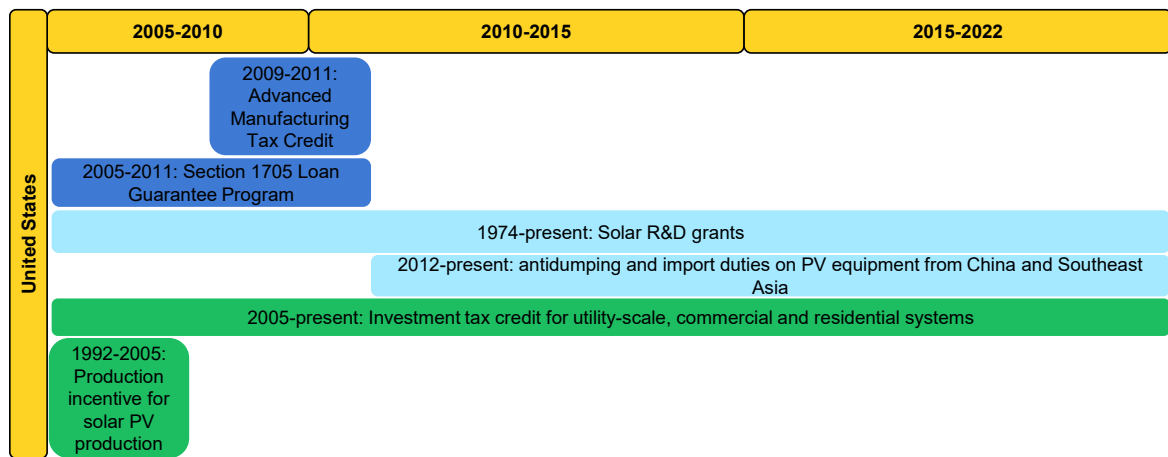 2005-2010
2010-2015
2015-2022
United States
2009-2011:
Advanced
Manufacturing
Tax Credit
2005-2011: Section 1705 Loan
Guarantee Program
1974-present: Solar R&D grants
2012-present: antidumping and import duties on PV equipment from China and Southeast
Asia
2005-present: Investment tax credit for utility-scale, commercial and residential systems
1992-2005:
Production
incentive for
solar PV
production